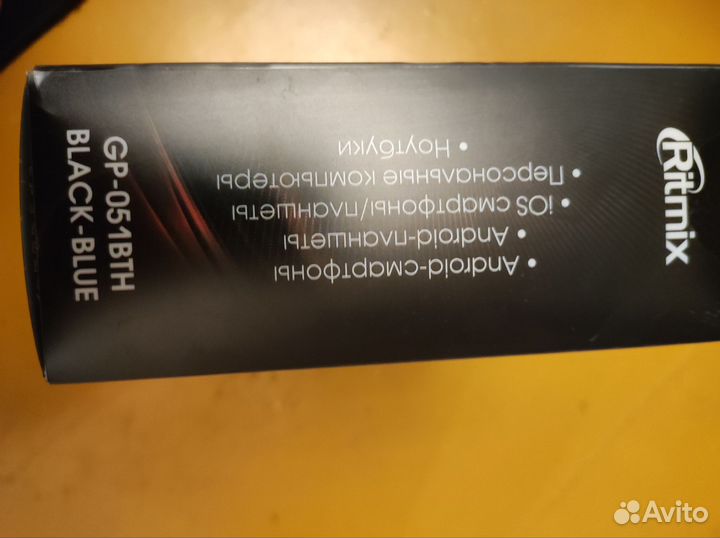 Ritmix
• Android-смартфоны
• Android-планшеты
• iOS смартфоны/планшеты
• Персональные компьютеры
• Ноутбуки
GP-051BTH
BLACK-BLUE
Avito